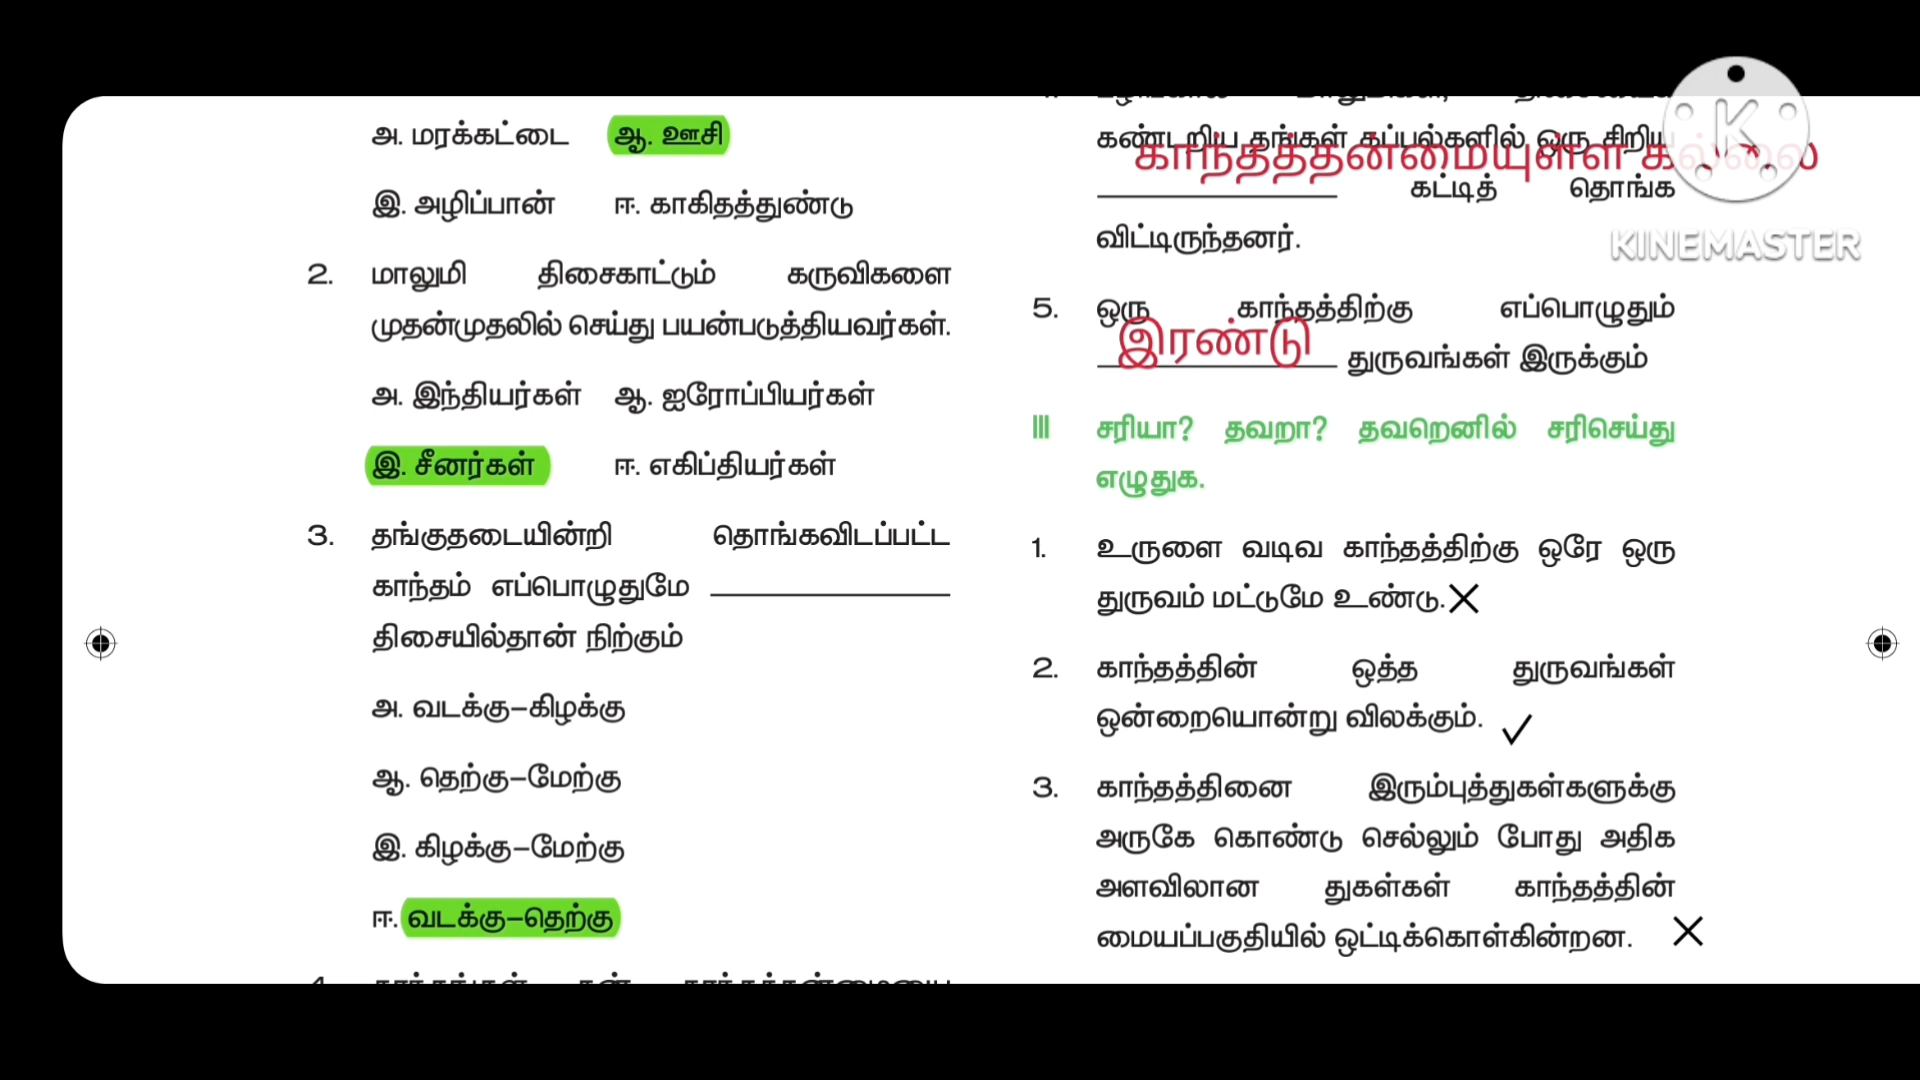 அ. மரக்கட்டை ஆ. ஊசி
இ. அழிப்பான் ஈ. காகிதத்துண்டு
2. மாலுமி திசைகாட்டும் கருவிகளை
முதன்முதலில் செய்து பயன்படுத்தியவர்கள்.
அ. இந்தியர்கள் ஆ. ஐரோப்பியர்கள்
இ. சீனர்கள் ஈ. எகிப்தியர்கள்
3. தங்குதடையின்றி தொங்கவிடப்பட்ட
காந்தம் எப்பொழுதுமே
திசையில்தான் நிற்கும்
அ. வடக்கு–கிழக்கு
ஆ. தெற்கு–மேற்கு
இ. கிழக்கு–மேற்கு
ஈ. வடக்கு–தெற்கு
கண்டறிய தங்கள் கப்பல்களில் ஒரு சிறிய
காந்தத்தன்மையுள்ள கல்லை
கட்டித் தொங்க
விட்டிருந்தனர்.
5. ஒரு காந்தத்திற்கு எப்பொழுதும்
இரண்டு துருவங்கள் இருக்கும்
III சரியா? தவறா? தவறெனில் சரிசெய்து
எழுதுக.
1. உருளை வடிவ காந்தத்திற்கு ஒரே ஒரு
துருவம் மட்டுமே உண்டு.
2. காந்தத்தின் ஒத்த துருவங்கள்
ஒன்றையொன்று விலக்கும்.
3. காந்தத்தினை இரும்புத்துகள்களுக்கு
அருகே கொண்டு செல்லும் போது அதிக
அளவிலான துகள்கள் காந்தத்தின்
மையப்பகுதியில் ஒட்டிக்கொள்கின்றன.
K
KINEMASTER